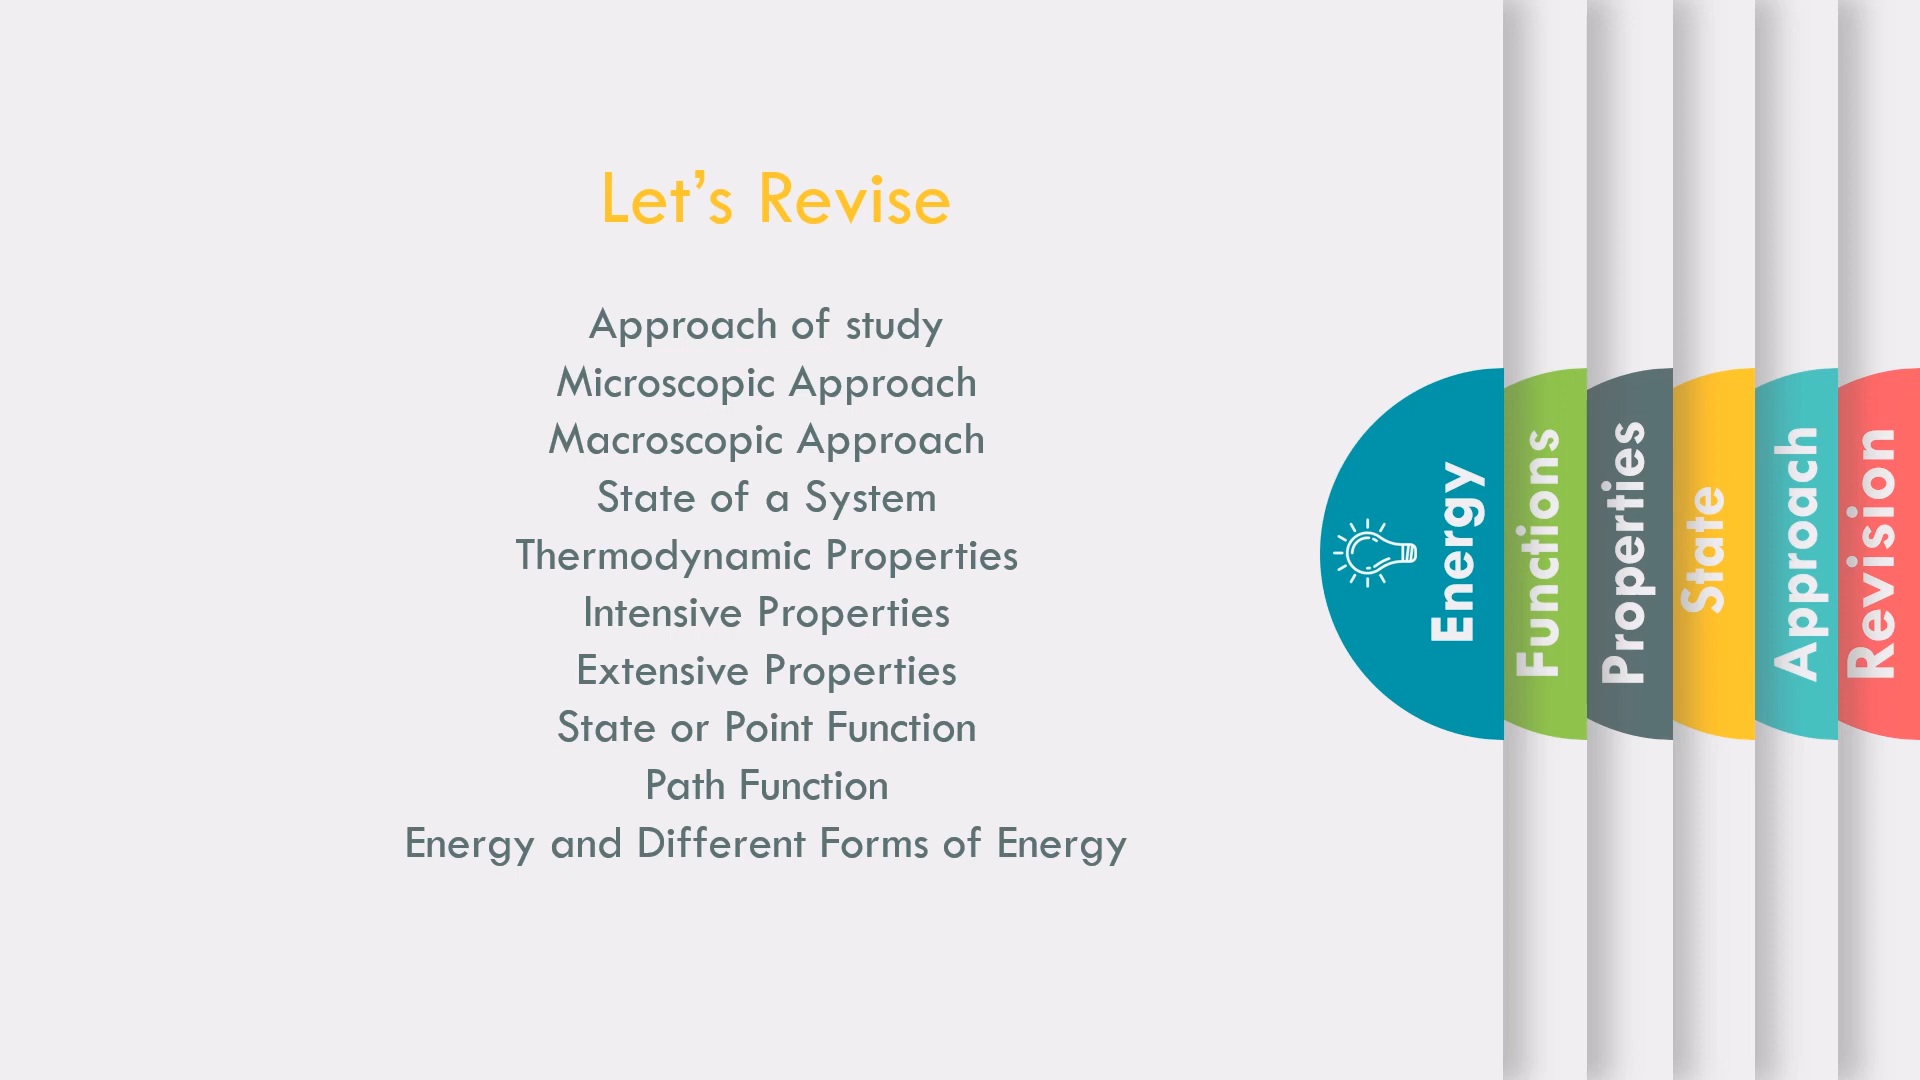 Let's Revise
Approach of study
Microscopic Approach
Macroscopic Approach
State of a System
Thermodynamic Properties
Intensive Properties
Extensive Properties
State or Point Function
Path Function
Energy and Different Forms of Energy
Energy
Functions
Properties
State
Approach
Revision